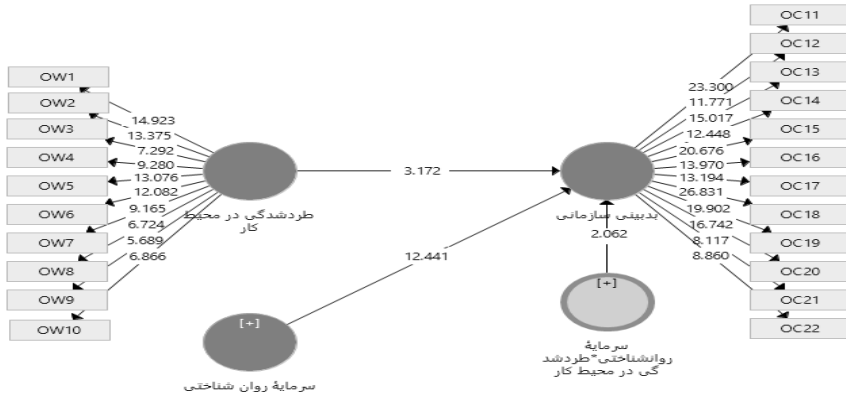 OW1
OW2
OW3
OW4
OW5
OW6
OW7
OW8
OW9
OW10
14.923
13.375
7.292
9.280
13.076
12.082
9.165
6.724
5.689
6.866
طردشدگی در محیط
کار
3.172
12.441
[+]
سرمایۀ روان شناختی
بدبینی سازمانی
2.062
[+]
سرمایۀ
روانشناختی*طردشد
گی در محیط کار
23.300
11.771
15.017
12.448
20.676
13.970
13.194
26.831
19.902
16.742
8.117
8.860
OC11
OC12
OC13
OC14
OC15
OC16
OC17
OC18
OC19
OC20
OC21
OC22